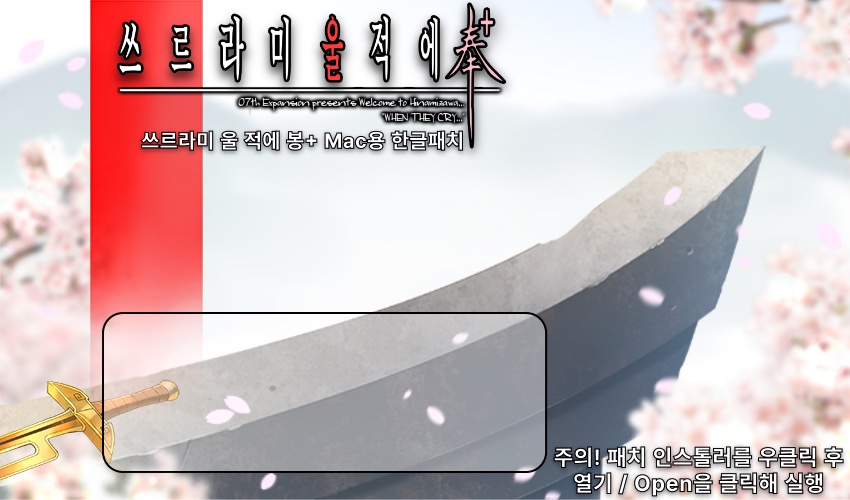 쓰르라미 울 적에 奉+
07th Expansion presents Welcome to Hinamizawa...
"WHEN THEY CRY..."
쓰르라미 울 적에 봉+ Mac용 한글패치
주의! 패치 인스톨러를 우클릭 후
열기 / Open을 클릭해 실행